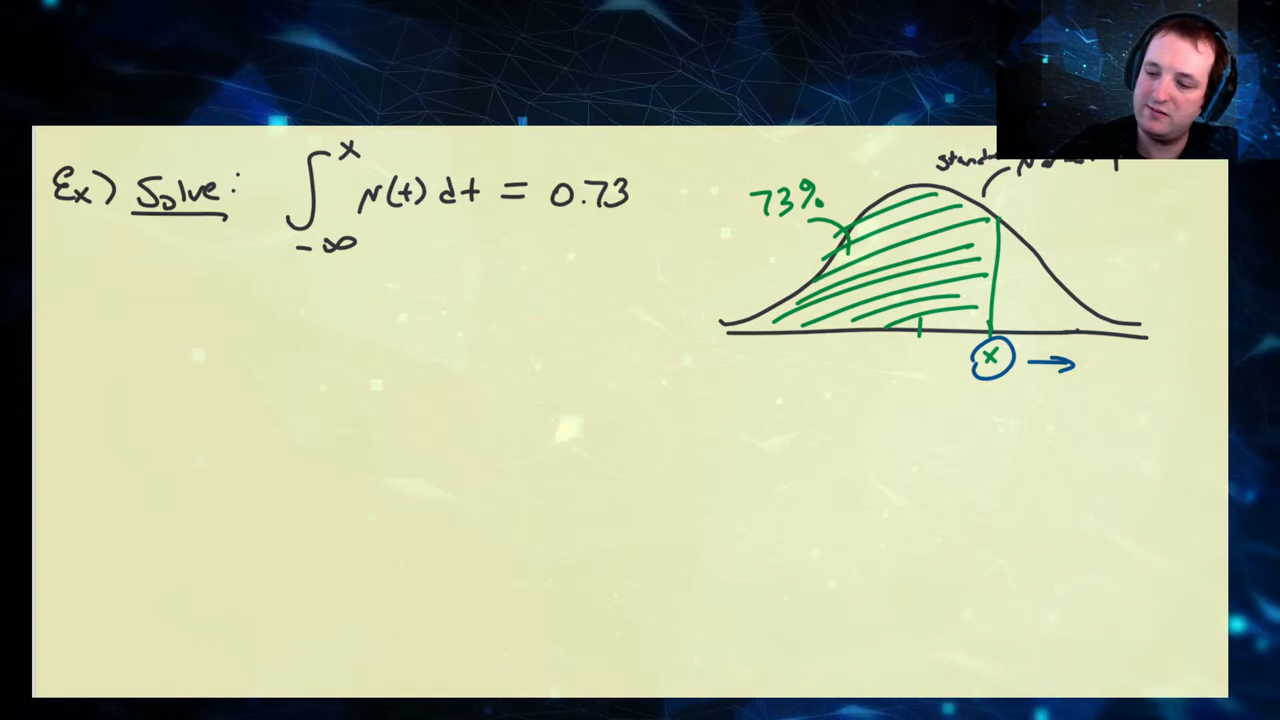 Ex) Solve: ∫_{-∞}^{x} N(t) dt = 0.73
73%
x